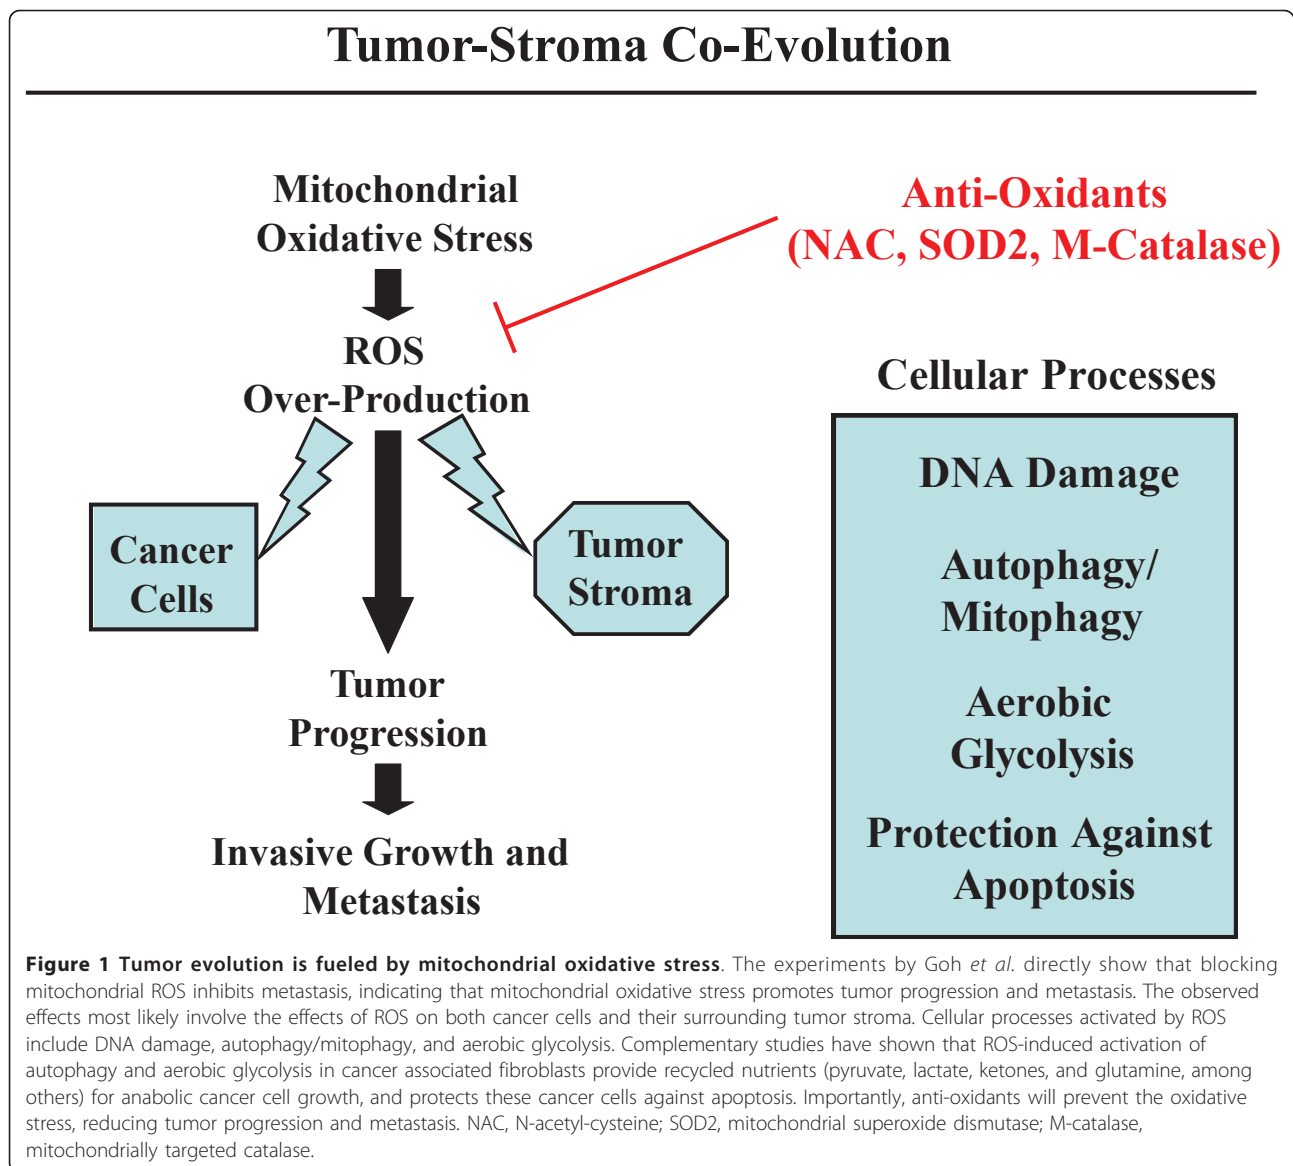 Tumor-Stroma Co-Evolution
Mitochondrial
Oxidative Stress
Anti-Oxidants
(NAC, SOD2, M-Catalase)
ROS
Over-Production
Cancer
Cells
Tumor
Stroma
Tumor
Progression
Invasive Growth and
Metastasis
Cellular Processes
DNA Damage
Autophagy/
Mitophagy
Aerobic
Glycolysis
Protection Against
Apoptosis
Figure 1 Tumor evolution is fueled by mitochondrial oxidative stress. The experiments by Goh et al. directly show that blocking
mitochondrial ROS inhibits metastasis, indicating that mitochondrial oxidative stress promotes tumor progression and metastasis. The observed
effects most likely involve the effects of ROS on both cancer cells and their surrounding tumor stroma. Cellular processes activated by ROS
include DNA damage, autophagy/mitophagy, and aerobic glycolysis. Complementary studies have shown that ROS-induced activation of
autophagy and aerobic glycolysis in cancer associated fibroblasts provide recycled nutrients (pyruvate, lactate, ketones, and glutamine, among
others) for anabolic cancer cell growth, and protects these cancer cells against apoptosis. Importantly, anti-oxidants will prevent the oxidative
stress, reducing tumor progression and metastasis. NAC, N-acetyl-cysteine; SOD2, mitochondrial superoxide dismutase; M-catalase,
mitochondrially targeted catalase.